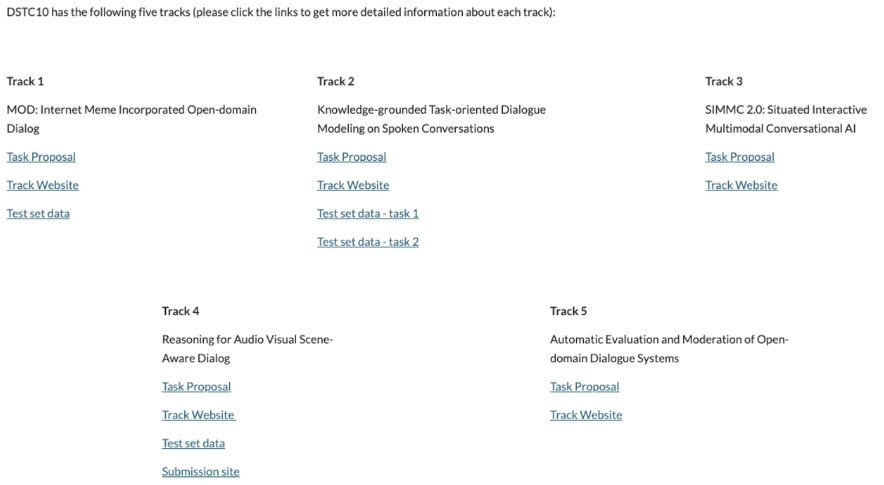 DSTC10 has the following five tracks (please click the links to get more detailed information about each track):
Track 1
MOD: Internet Meme Incorporated Open-domain
Dialog
Task Proposal
Track Website
Test set data
Track 2
Knowledge-grounded Task-oriented Dialogue
Modeling on Spoken Conversations
Task Proposal
Track Website
Test set data - task 1
Test set data - task 2
Track 3
SIMMC 2.0: Situated Interactive
Multimodal Conversational AI
Task Proposal
Track Website
Track 4
Reasoning for Audio Visual Scene-
Aware Dialog
Task Proposal
Track Website
Test set data
Submission site
Track 5
Automatic Evaluation and Moderation of Open-
domain Dialogue Systems
Task Proposal
Track Website